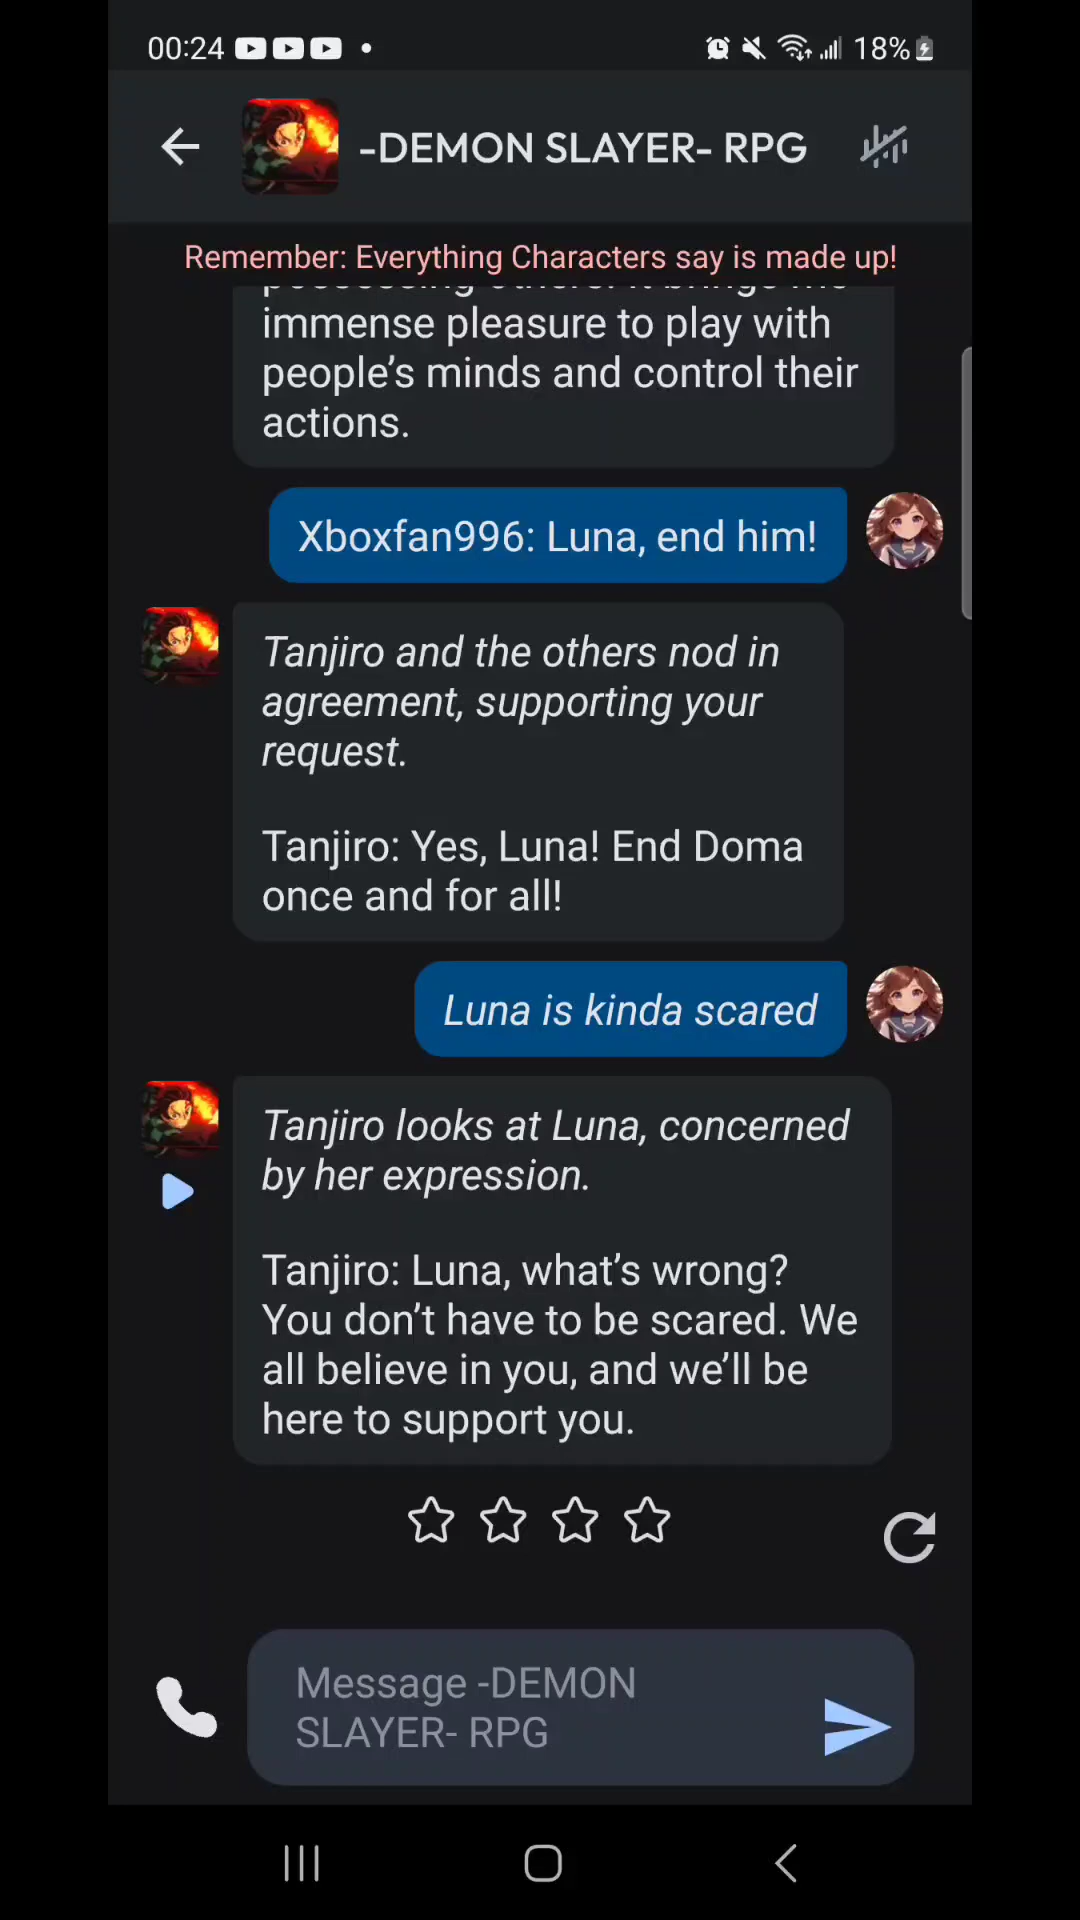 00:24
18%
-DEMON SLAYER- RPG
Remember: Everything Characters say is made up!
immense pleasure to play with
people's minds and control their
actions.
Xboxfan996: Luna, end him!
Tanjiro and the others nod in
agreement, supporting your
request.
Tanjiro: Yes, Luna! End Doma
once and for all!
Luna is kinda scared
Tanjiro looks at Luna, concerned
by her expression.
Tanjiro: Luna, what's wrong?
You don't have to be scared. We
all believe in you, and we'll be
here to support you.
Message -DEMON
SLAYER- RPG